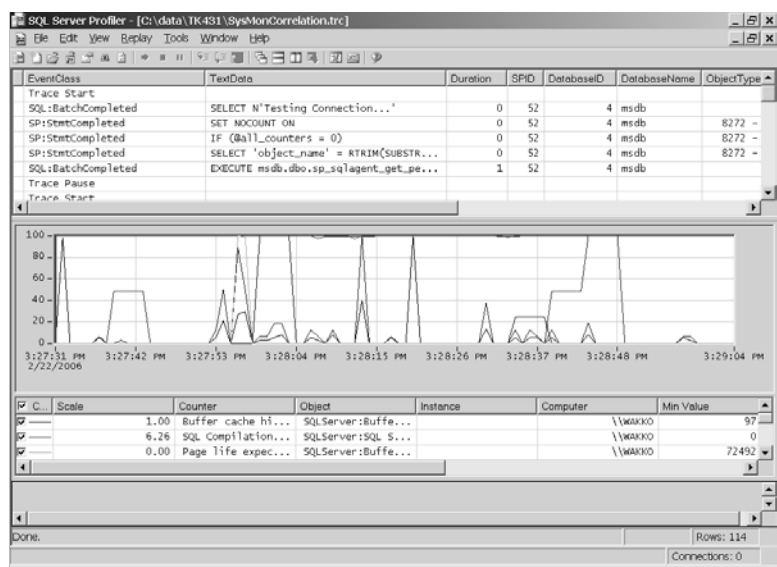 SQL Server Profiler - [C:\data\TK431\SysMonCorrelation.trc]
File Edit View Replay Tools Window Help
EventClass TextData Duration SPID DatabaseID DatabaseName ObjectType
Trace Start
SQL:BatchCompleted SELECT N'Testing Connection...' 0 52 4 msdb
SP:StmtCompleted SET NOCOUNT ON 0 52 4 msdb 8272 -
SP:StmtCompleted IF (@all_counters = 0) 0 52 4 msdb 8272 -
SP:StmtCompleted SELECT 'object_name' = RTRIM(SUBSTR... 0 52 4 msdb 8272 -
SQL:BatchCompleted EXECUTE msdb.dbo.sp_sqlagent_get_pe... 1 52 4 msdb
Trace Pause
Trace Start
100
80
60
40
20
0
3:27:31 PM 3:27:42 PM 3:27:53 PM 3:28:04 PM 3:28:15 PM 3:28:26 PM 3:28:37 PM 3:28:48 PM 3:29:04 PM
2/22/2006
C... Scale Counter Object Instance Computer Min Value
1.00 Buffer cache hi... SQLServer:Buffe... \\WAKKO 97
6.26 SQL Compilation... SQLServer:SQL S... \\WAKKO 0
0.00 Page life expec... SQLServer:Buffe... \\WAKKO 72492
Done. Rows: 114
Connections: 0